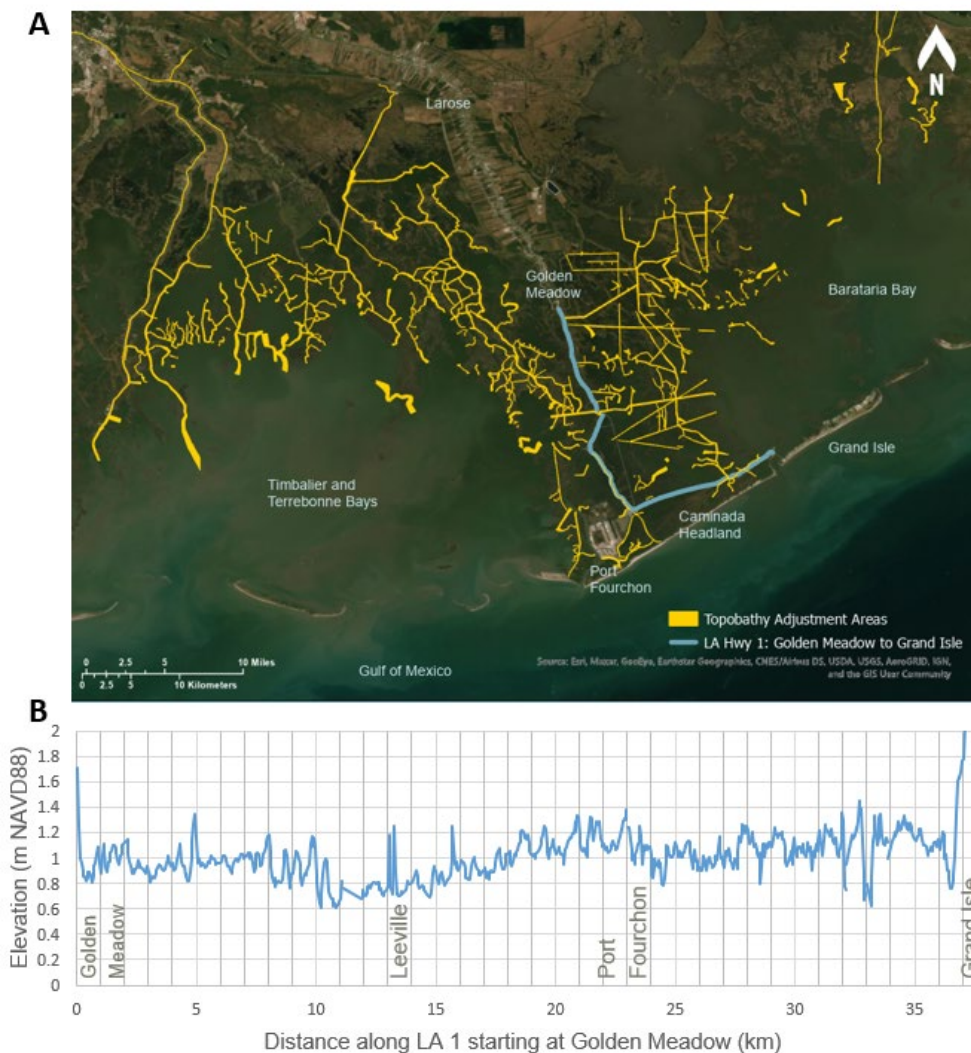 A
N
Larose
Golden
Meadow
Barataria Bay
Grand Isle
Timbalier and
Terrebonne Bays
Caminada
Headland
Port
Fourchon
Topobathy Adjustment Areas
LA Hwy 1: Golden Meadow to Grand Isle
Source: Esri, Maxar, GeoEye, Earthstar Geographics, CNES/Airbus DS, USDA, USGS, AeroGRID, IGN,
and the GIS User Community
0 2.5 5 10 Miles
0 2.5 5 10 Kilometers
Gulf of Mexico
B
2
1.8
1.6
1.4
1.2
1
0.8
0.6
0.4
0.2
0
Elevation (m NAVD88)
Golden
Meadow
Leeville
Port
Fourchon
Grand Isle
0 5 10 15 20 25 30 35
Distance along LA 1 starting at Golden Meadow (km)